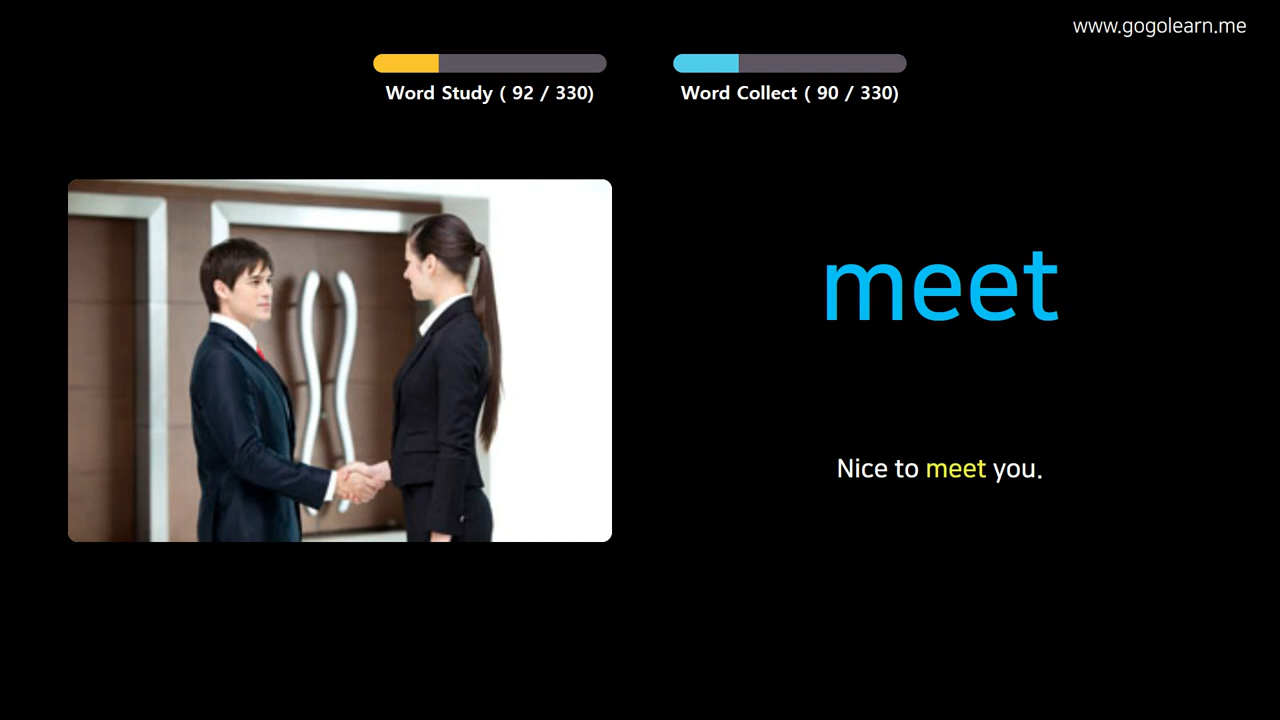 www.gogolearn.me
Word Study ( 92 / 330)
Word Collect ( 90 / 330)
meet
Nice to meet you.